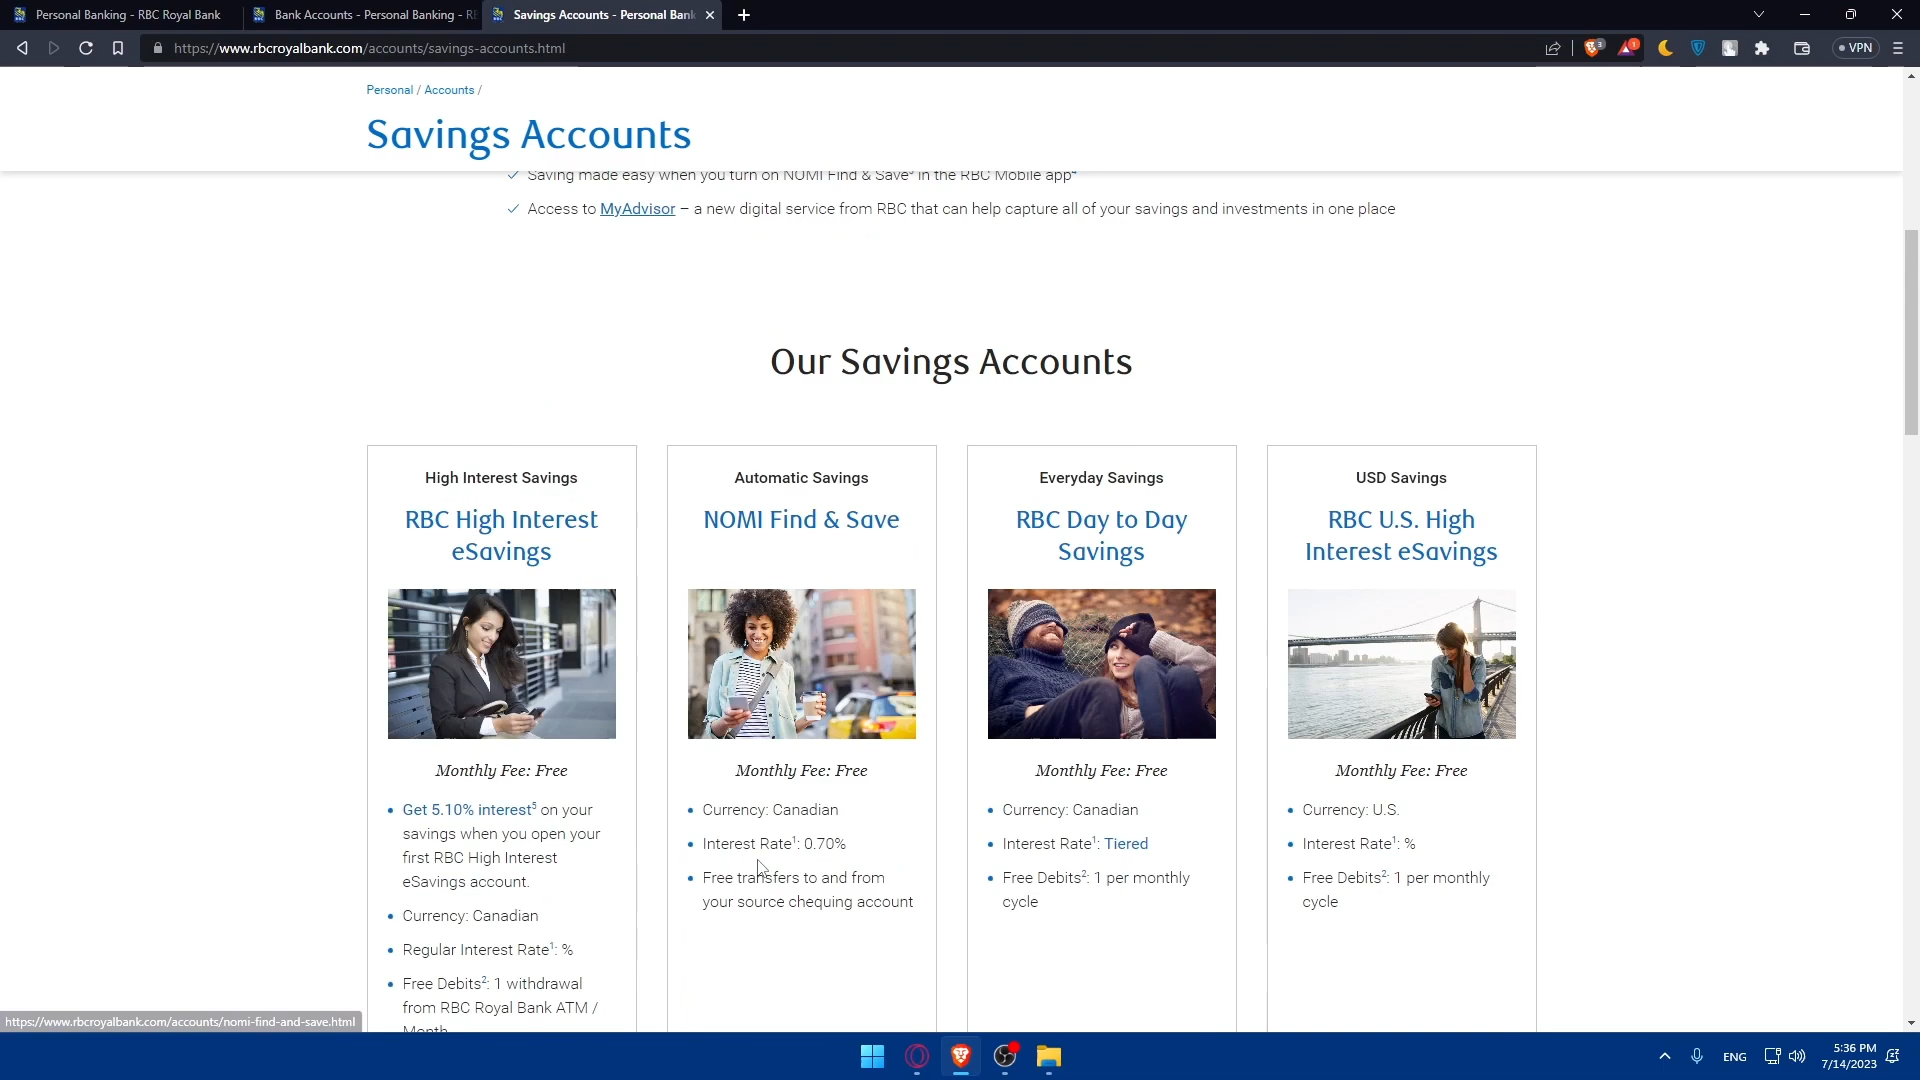 Personal Banking - RBC Royal Bank
Bank Accounts - Personal Banking - R
Savings Accounts - Personal Bank
https://www.rbcroyalbank.com/accounts/savings-accounts.html
3
1
VPN
Personal / Accounts /
Savings Accounts
Saving made easy when you turn on NOMI Find & Save³ in the RBC Mobile app⁴
Access to MyAdvisor – a new digital service from RBC that can help capture all of your savings and investments in one place
Our Savings Accounts
High Interest Savings
RBC High Interest
eSavings
Monthly Fee: Free
Get 5.10% interest⁵ on your
savings when you open your
first RBC High Interest
eSavings account.
Currency: Canadian
Regular Interest Rate¹: %
Free Debits²: 1 withdrawal
from RBC Royal Bank ATM /
Month
Automatic Savings
NOMI Find & Save
Monthly Fee: Free
Currency: Canadian
Interest Rate¹: 0.70%
Free transfers to and from
your source chequing account
Everyday Savings
RBC Day to Day
Savings
Monthly Fee: Free
Currency: Canadian
Interest Rate¹: Tiered
Free Debits²: 1 per monthly
cycle
USD Savings
RBC U.S. High
Interest eSavings
Monthly Fee: Free
Currency: U.S.
Interest Rate¹: %
Free Debits²: 1 per monthly
cycle
https://www.rbcroyalbank.com/accounts/nomi-find-and-save.html
ENG
5:36 PM
7/14/2023